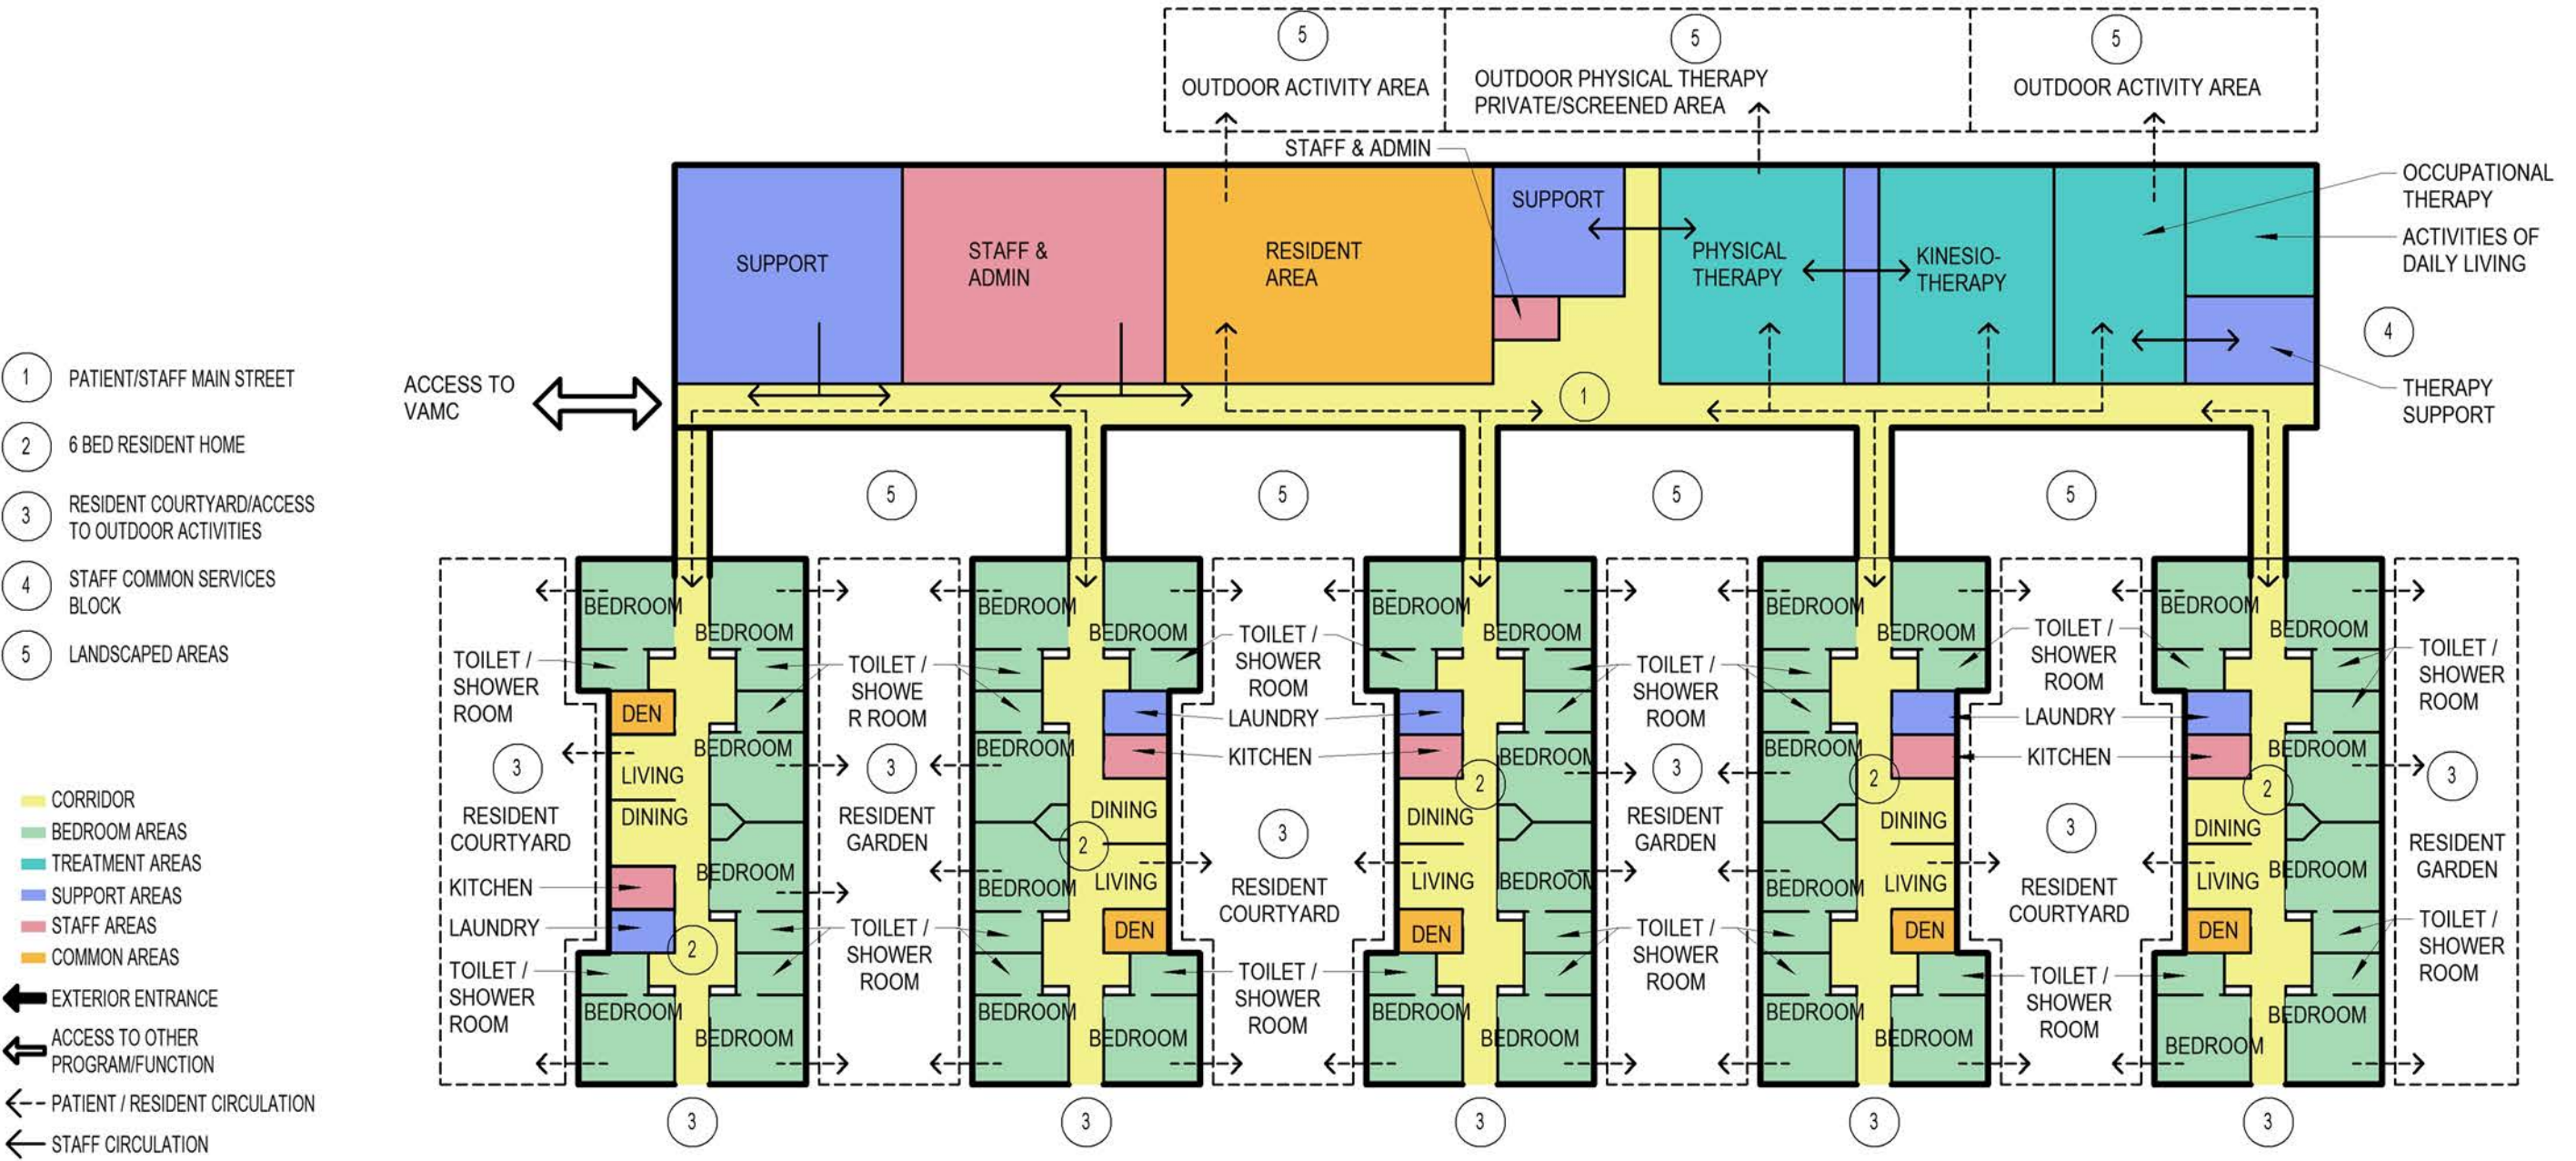 5
5
5
OUTDOOR ACTIVITY AREA
OUTDOOR PHYSICAL THERAPY
PRIVATE/SCREENED AREA
OUTDOOR ACTIVITY AREA
STAFF & ADMIN
SUPPORT
STAFF &
ADMIN
RESIDENT
AREA
SUPPORT
PHYSICAL
THERAPY
KINESIO-
THERAPY
OCCUPATIONAL
THERAPY
ACTIVITIES OF
DAILY LIVING
4
THERAPY
SUPPORT
ACCESS TO
VAMC
1
1 PATIENT/STAFF MAIN STREET
2 6 BED RESIDENT HOME
3 RESIDENT COURTYARD/ACCESS
TO OUTDOOR ACTIVITIES
4 STAFF COMMON SERVICES
BLOCK
5 LANDSCAPED AREAS
CORRIDOR
BEDROOM AREAS
TREATMENT AREAS
SUPPORT AREAS
STAFF AREAS
COMMON AREAS
EXTERIOR ENTRANCE
ACCESS TO OTHER
PROGRAM/FUNCTION
PATIENT / RESIDENT CIRCULATION
STAFF CIRCULATION
5
5
5
5
TOILET /
SHOWER
ROOM
3
RESIDENT
COURTYARD
KITCHEN
LAUNDRY
TOILET /
SHOWER
ROOM
BEDROOM
BEDROOM
DEN
BEDROOM
LIVING
DINING
BEDROOM
2
BEDROOM
BEDROOM
3
TOILET /
SHOWE
R ROOM
3
RESIDENT
GARDEN
TOILET /
SHOWER
ROOM
BEDROOM
BEDROOM
BEDROOM
DINING
2
BEDROOM
LIVING
DEN
BEDROOM
BEDROOM
3
TOILET /
SHOWER
ROOM
LAUNDRY
KITCHEN
3
RESIDENT
COURTYARD
TOILET /
SHOWER
ROOM
BEDROOM
BEDROOM
BEDROOM
2
DINING
LIVING
BEDROOM
DEN
BEDROOM
BEDROOM
3
TOILET /
SHOWER
ROOM
3
RESIDENT
GARDEN
TOILET /
SHOWER
ROOM
BEDROOM
BEDROOM
BEDROOM
2
DINING
BEDROOM
LIVING
DEN
BEDROOM
BEDROOM
3
TOILET /
SHOWER
ROOM
LAUNDRY
KITCHEN
3
RESIDENT
COURTYARD
TOILET /
SHOWER
ROOM
BEDROOM
BEDROOM
BEDROOM
2
DINING
BEDROOM
LIVING
DEN
BEDROOM
BEDROOM
3
TOILET /
SHOWER
ROOM
3
RESIDENT
GARDEN
TOILET /
SHOWER
ROOM